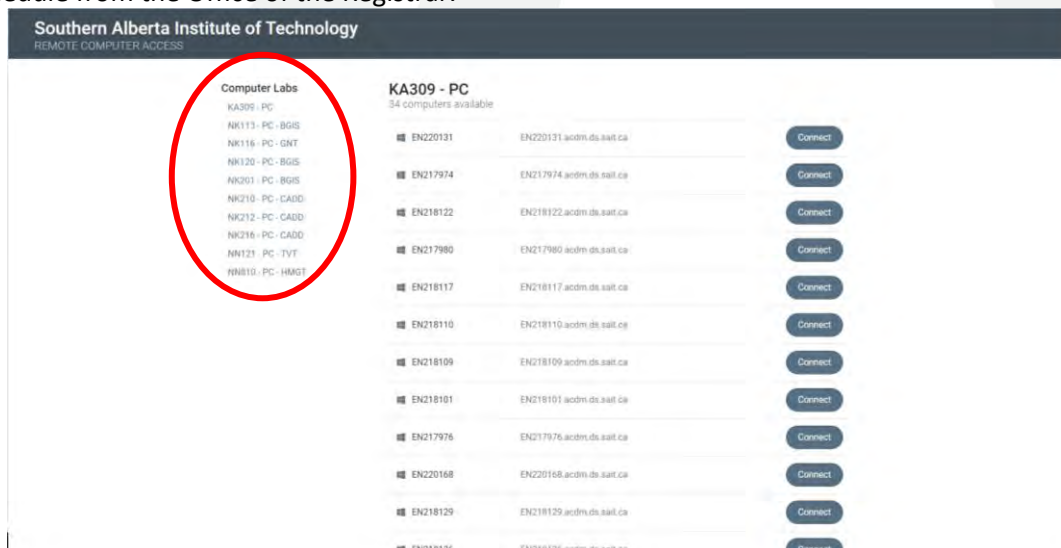 Southern Alberta Institute of Technology
REMOTE COMPUTER ACCESS
Computer Labs
KA309 - PC
NK113 - PC - BGIS
NK116 - PC - GNT
NK120 - PC - BGIS
NK201 - PC - BGIS
NK210 - PC - CADD
NK212 - PC - CADD
NK216 - PC - CADD
NN121 - PC - TVT
NN810 - PC - HMGT
KA309 - PC
34 computers available
EN220131 EN220131.acdm.ds.sait.ca Connect
EN217974 EN217974.acdm.ds.sait.ca Connect
EN218122 EN218122.acdm.ds.sait.ca Connect
EN217980 EN217980.acdm.ds.sait.ca Connect
EN218117 EN218117.acdm.ds.sait.ca Connect
EN218110 EN218110.acdm.ds.sait.ca Connect
EN218109 EN218109.acdm.ds.sait.ca Connect
EN218101 EN218101.acdm.ds.sait.ca Connect
EN217976 EN217976.acdm.ds.sait.ca Connect
EN220168 EN220168.acdm.ds.sait.ca Connect
EN218129 EN218129.acdm.ds.sait.ca Connect